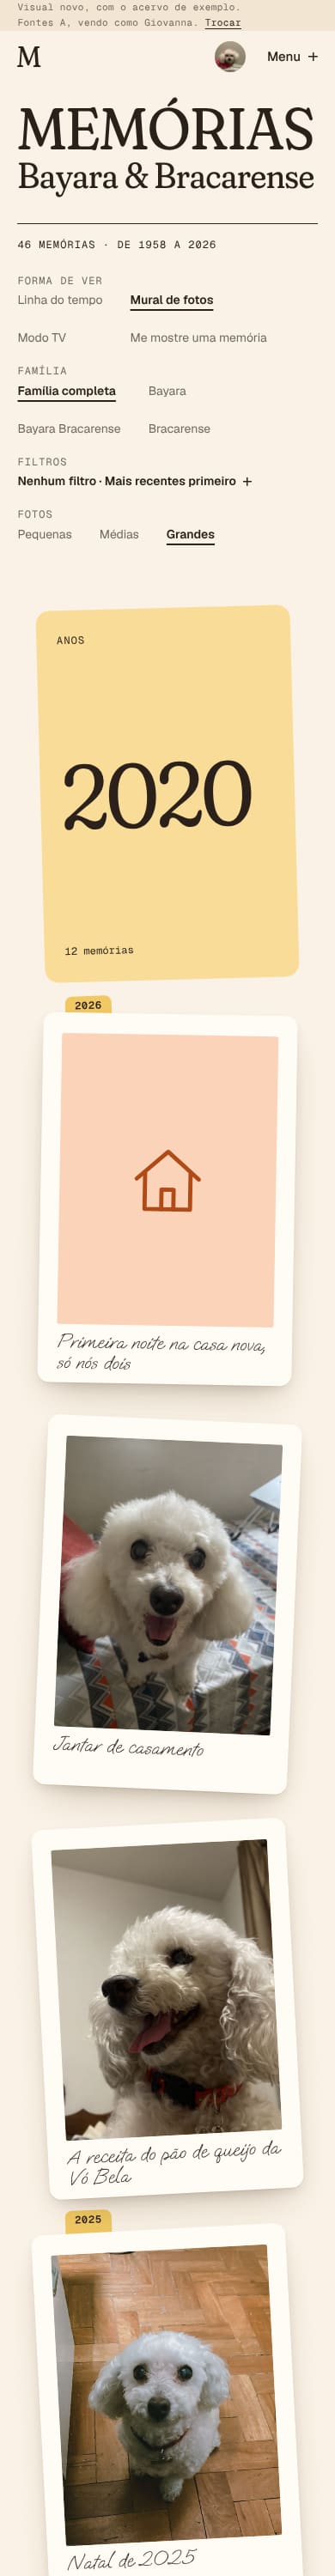 Visual novo, com o acervo de exemplo.
Fontes A, vendo como Giovanna. Trocar
M
Menu +
MEMÓRIAS
Bayara & Bracarense
46 MEMÓRIAS · DE 1958 A 2026
FORMA DE VER
Linha do tempo Mural de fotos
Modo TV Me mostre uma memória
FAMÍLIA
Família completa Bayara
Bayara Bracarense Bracarense
FILTROS
Nenhum filtro · Mais recentes primeiro +
FOTOS
Pequenas Médias Grandes
ANOS
2020
12 memórias
2026
Primeira noite na casa nova,
só nós dois
Jantar de casamento
A receita do pão de queijo da
Vó Bela
2025
Natal de 2025